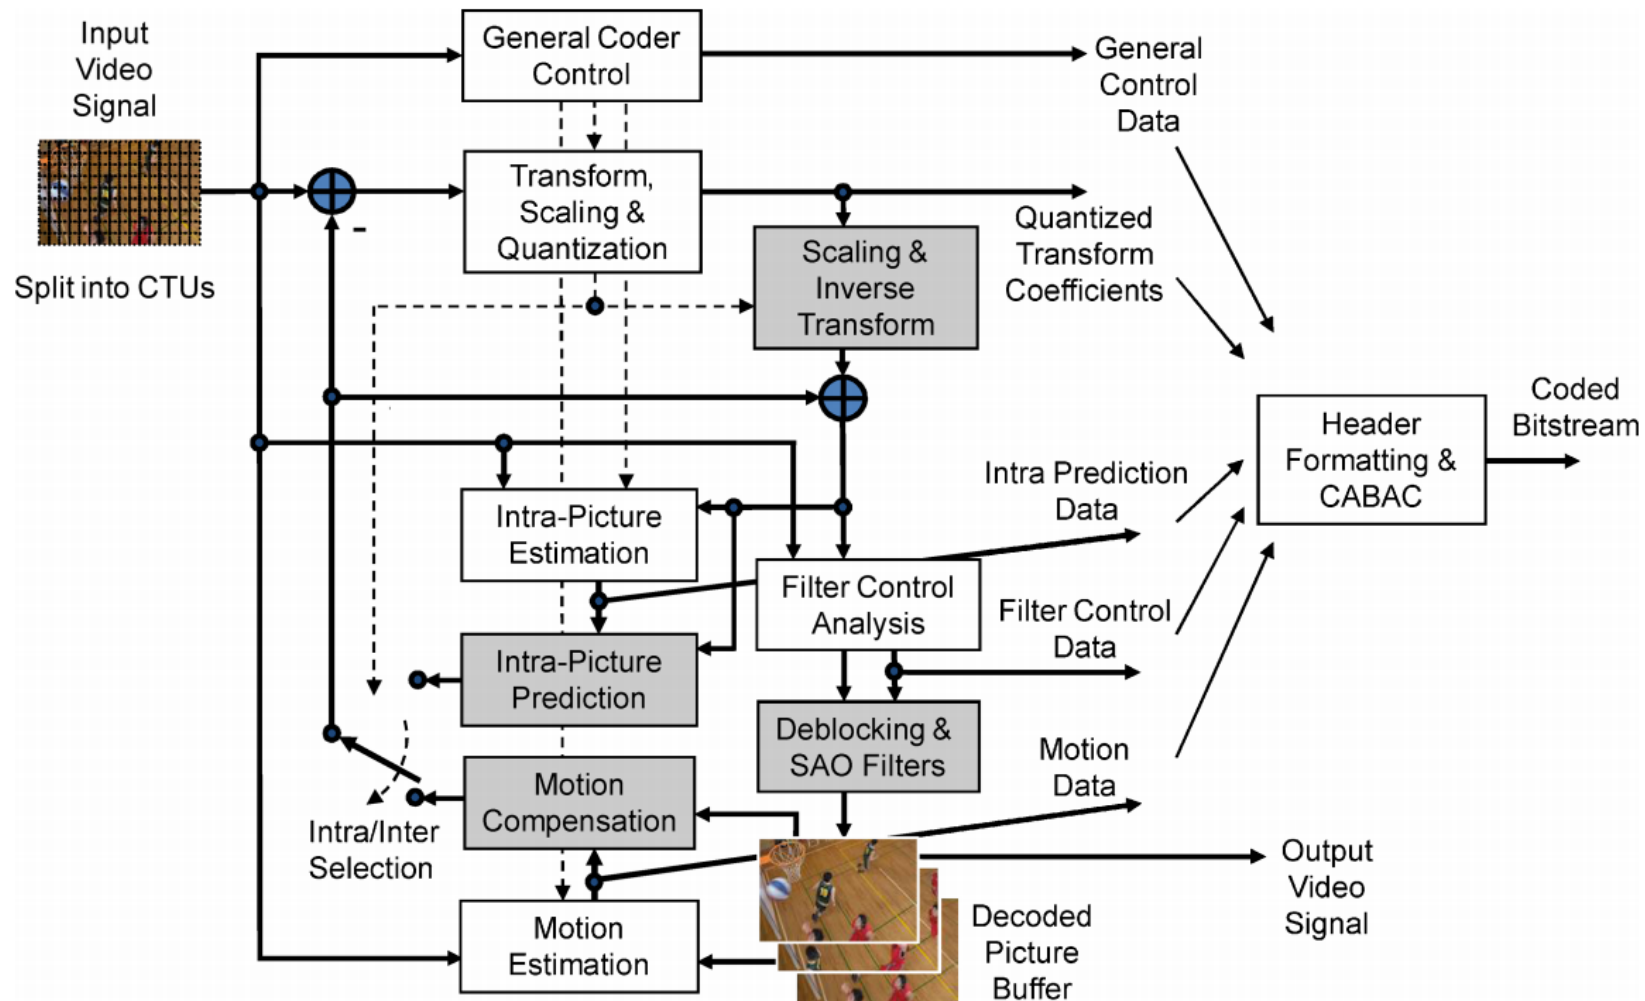 Input
Video
Signal
Split into CTUs
General Coder
Control
Transform,
Scaling &
Quantization
General
Control
Data
Quantized
Transform
Coefficients
Scaling &
Inverse
Transform
-
Coded
Bitstream
Header
Formatting &
CABAC
Intra Prediction
Data
Intra-Picture
Estimation
Filter Control
Analysis
Filter Control
Data
Intra-Picture
Prediction
Deblocking &
SAO Filters
Motion
Data
Motion
Compensation
Intra/Inter
Selection
Output
Video
Signal
Motion
Estimation
Decoded
Picture
Buffer